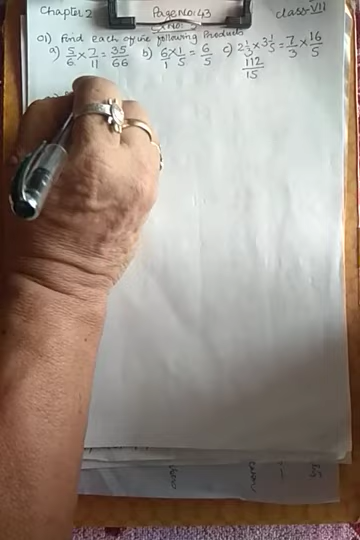 Chapter 2 Page No: 43 class-VII
Ex No:
01) Find each of the following Products
a) 5/6 × 7/11 = 35/66 b) 6/1 × 1/5 = 6/5 c) 2 1/3 × 3 1/5 = 7/3 × 16/5
112/15